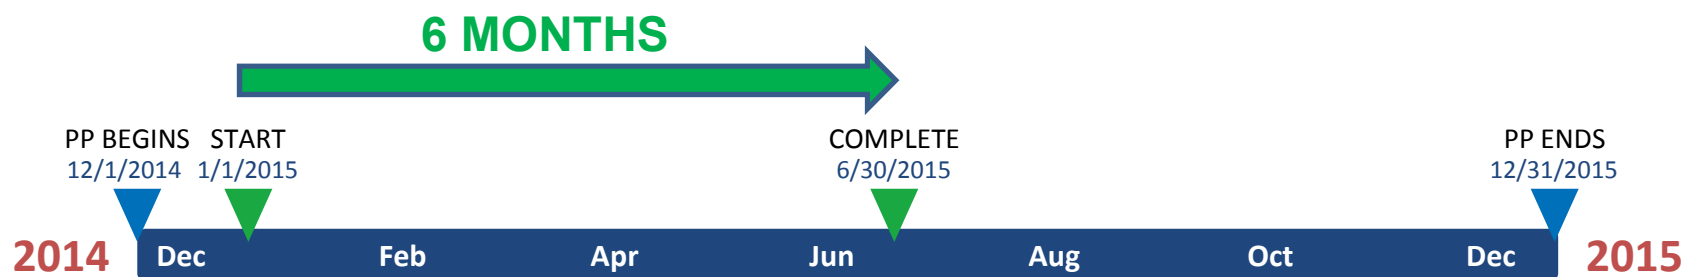 6 MONTHS
PP BEGINS START COMPLETE PP ENDS
12/1/2014 1/1/2015 6/30/2015 12/31/2015
2014 Dec Feb Apr Jun Aug Oct Dec 2015